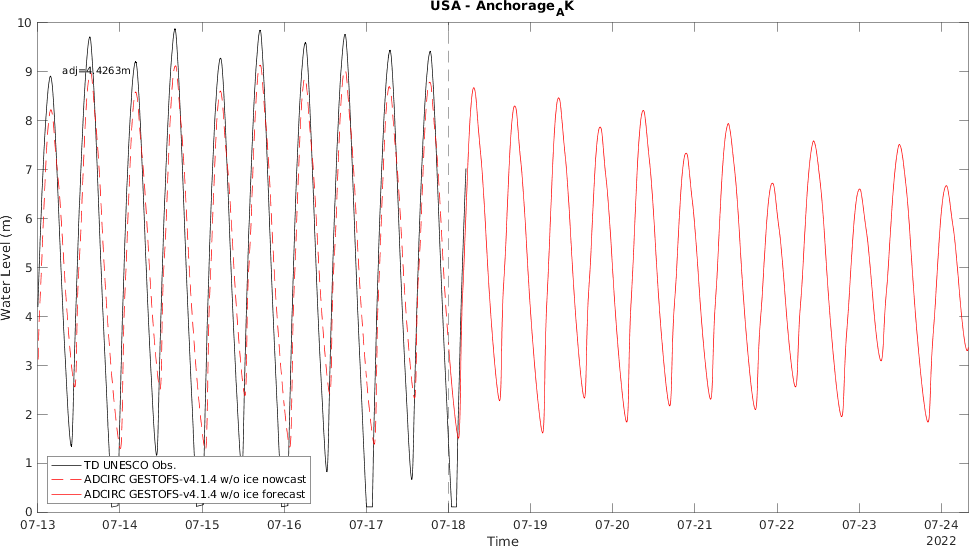 USA - Anchorage_AK
10
9
8
7
6
5
4
3
2
1
0
Water Level (m)
adj=4.4263m
TD UNESCO Obs.
ADCIRC GESTOFS-v4.1.4 w/o ice nowcast
ADCIRC GESTOFS-v4.1.4 w/o ice forecast
07-13 07-14 07-15 07-16 07-17 07-18 07-19 07-20 07-21 07-22 07-23 07-24
Time
2022